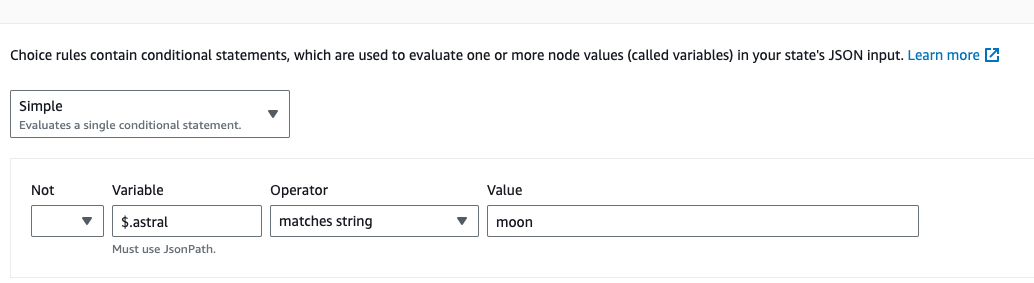 Choice rules contain conditional statements, which are used to evaluate one or more node values (called variables) in your state's JSON input. Learn more
Simple
Evaluates a single conditional statement.
Not Variable Operator Value
$.astral matches string moon
Must use JsonPath.